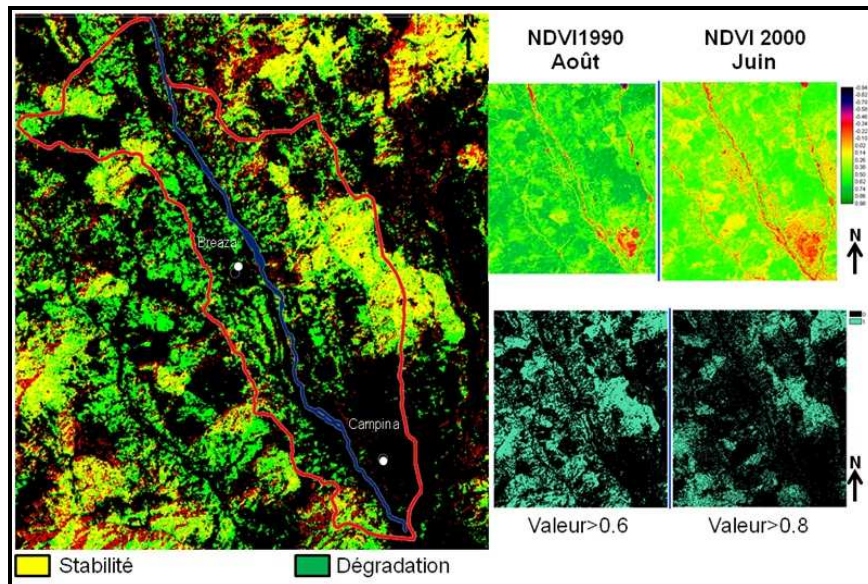 N
NDVI1990
Août
NDVI 2000
Juin
Breaza
Campina
N
N
Valeur>0.6
Valeur>0.8
Stabilité
Dégradation